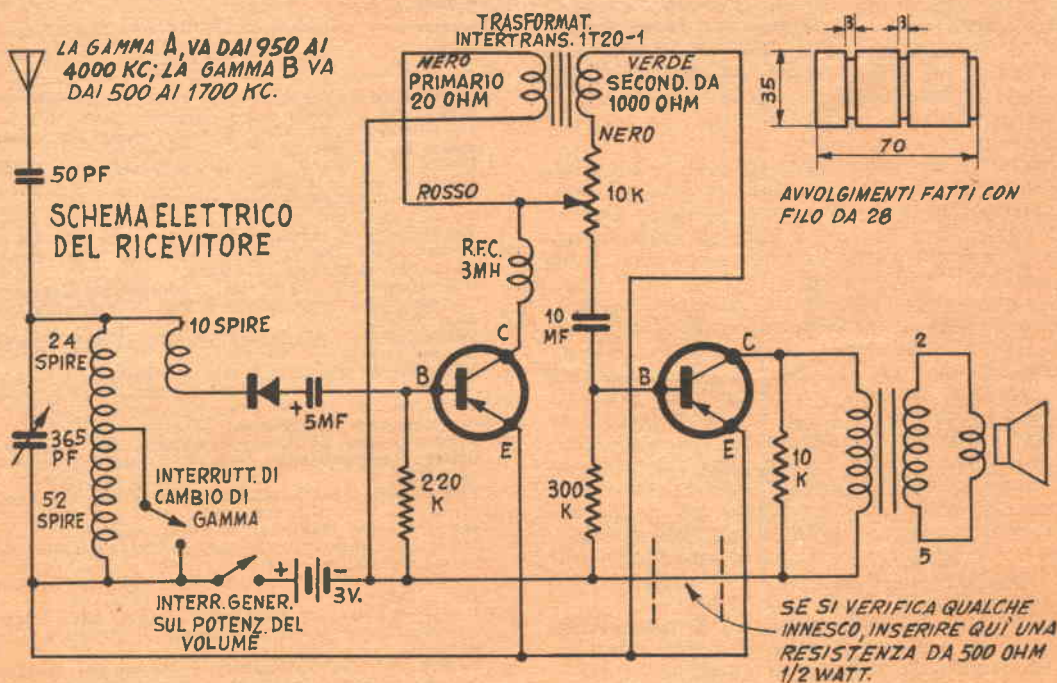 TRASFORMAT.
INTERTRANS. 1T20-1
LA GAMMA A, VA DAI 950 AI
4000 KC; LA GAMMA B VA
DAI 500 AI 1700 KC.
NERO
PRIMARIO
20 OHM
VERDE
SECOND. DA
1000 OHM
NERO
3
3
35
70
AVVOLGIMENTI FATTI CON
FILO DA 28
50 PF
SCHEMA ELETTRICO
DEL RICEVITORE
ROSSO
10 K
R.F.C.
3MH
10 SPIRE
24
SPIRE
+
5MF
10
MF
B
C
E
B
C
E
2
5
365
PF
52
SPIRE
INTERRUTT. DI
CAMBIO DI
GAMMA
220
K
300
K
10
K
+
-
3V.
INTERR. GENER.
SUL POTENZ. DEL
VOLUME
SE SI VERIFICA QUALCHE
INNESCO, INSERIRE QUÌ UNA
RESISTENZA DA 500 OHM
1/2 WATT.